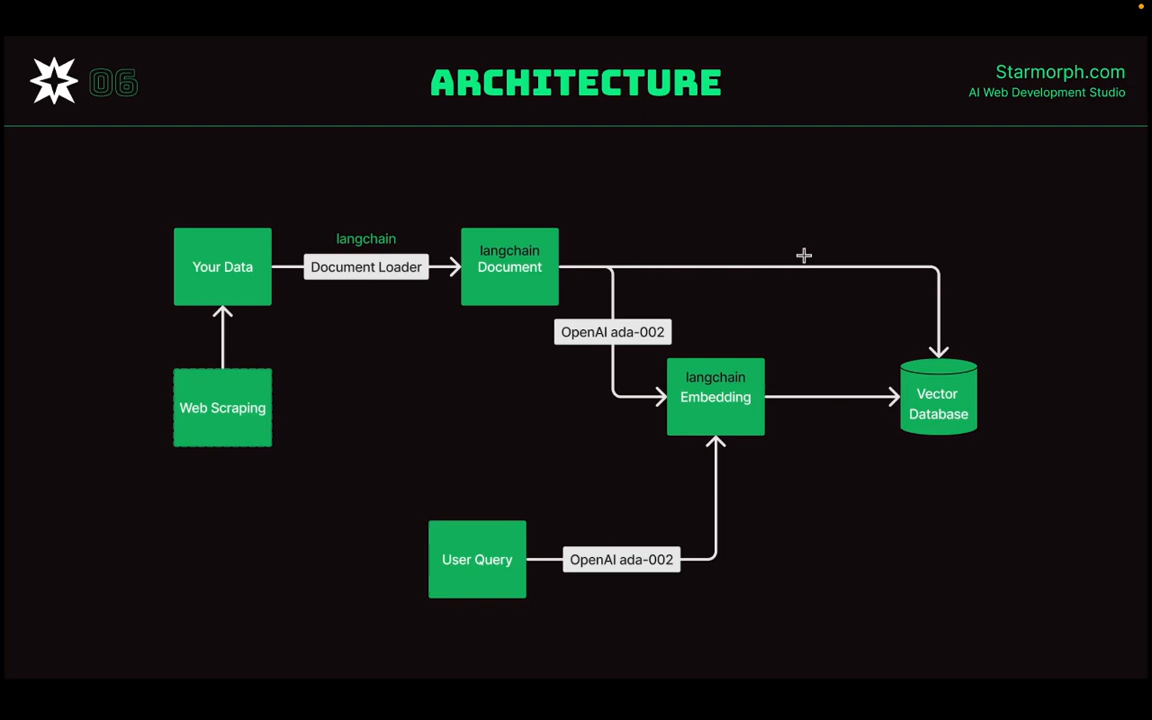 06
ARCHITECTURE
Starmorph.com
AI Web Development Studio
langchain
Your Data
Document Loader
langchain
Document
OpenAI ada-002
langchain
Embedding
Vector
Database
Web Scraping
User Query
OpenAI ada-002